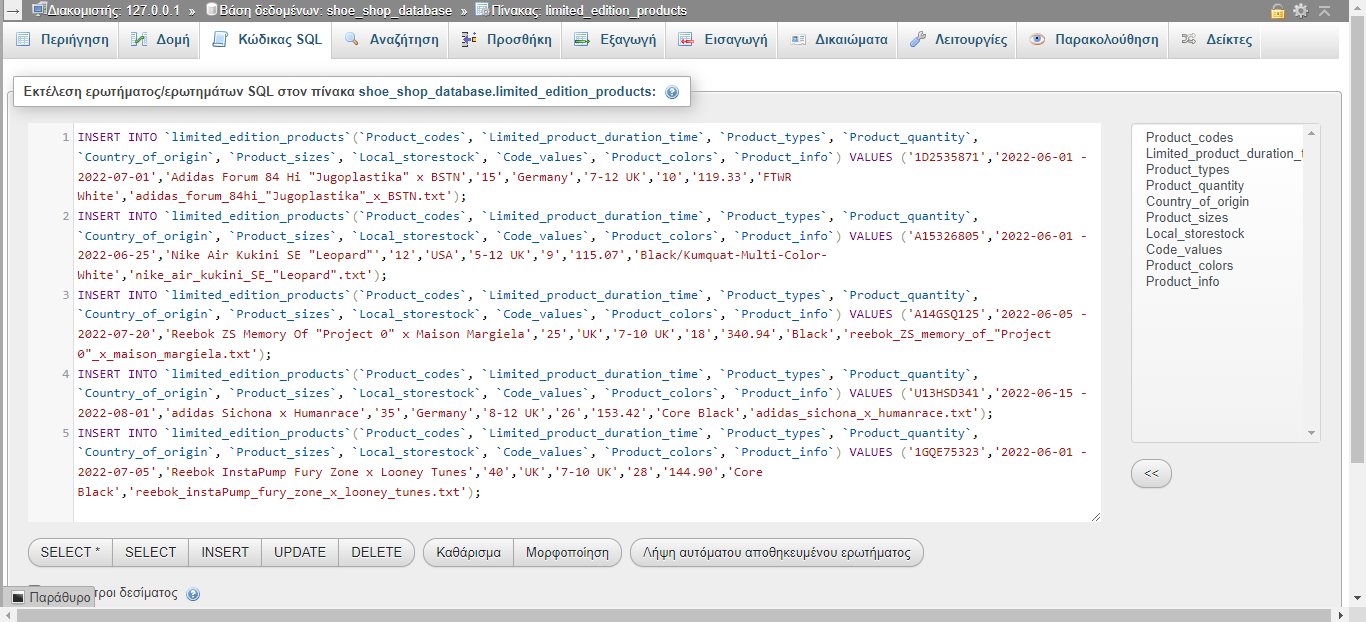 Διακομιστής: 127.0.0.1 » Βάση δεδομένων: shoe_shop_database » Πίνακας: limited_edition_products
Περιήγηση Δομή Κώδικας SQL Αναζήτηση Προσθήκη Εξαγωγή Εισαγωγή Δικαιώματα Λειτουργίες Παρακολούθηση Δείκτες
Εκτέλεση ερωτήματος/ερωτημάτων SQL στον πίνακα shoe_shop_database.limited_edition_products:
1 INSERT INTO `limited_edition_products`(`Product_codes`, `Limited_product_duration_time`, `Product_types`, `Product_quantity`,
`Country_of_origin`, `Product_sizes`, `Local_storestock`, `Code_values`, `Product_colors`, `Product_info`) VALUES ('1D2535871','2022-06-01 -
2022-07-01','Adidas Forum 84 Hi "Jugoplastika" x BSTN','15','Germany','7-12 UK','10','119.33','FTWR
White','adidas_forum_84hi_"Jugoplastika"_x_BSTN.txt');
2 INSERT INTO `limited_edition_products`(`Product_codes`, `Limited_product_duration_time`, `Product_types`, `Product_quantity`,
`Country_of_origin`, `Product_sizes`, `Local_storestock`, `Code_values`, `Product_colors`, `Product_info`) VALUES ('A15326805','2022-06-01 -
2022-06-25','Nike Air Kukini SE "Leopard"','12','USA','5-12 UK','9','115.07','Black/Kumquat-Multi-Color-
White','nike_air_kukini_SE_"Leopard".txt');
3 INSERT INTO `limited_edition_products`(`Product_codes`, `Limited_product_duration_time`, `Product_types`, `Product_quantity`,
`Country_of_origin`, `Product_sizes`, `Local_storestock`, `Code_values`, `Product_colors`, `Product_info`) VALUES ('A14GSQ125','2022-06-05 -
2022-07-20','Reebok ZS Memory Of "Project 0" x Maison Margiela','25','UK','7-10 UK','18','340.94','Black','reebok_ZS_memory_of_"Project
0"_x_maison_margiela.txt');
4 INSERT INTO `limited_edition_products`(`Product_codes`, `Limited_product_duration_time`, `Product_types`, `Product_quantity`,
`Country_of_origin`, `Product_sizes`, `Local_storestock`, `Code_values`, `Product_colors`, `Product_info`) VALUES ('U13HSD341','2022-06-15 -
2022-08-01','adidas Sichona x Humanrace','35','Germany','8-12 UK','26','153.42','Core Black','adidas_sichona_x_humanrace.txt');
5 INSERT INTO `limited_edition_products`(`Product_codes`, `Limited_product_duration_time`, `Product_types`, `Product_quantity`,
`Country_of_origin`, `Product_sizes`, `Local_storestock`, `Code_values`, `Product_colors`, `Product_info`) VALUES ('1GQE75323','2022-06-01 -
2022-07-05','Reebok InstaPump Fury Zone x Looney Tunes','40','UK','7-10 UK','28','144.90','Core
Black','reebok_instaPump_fury_zone_x_looney_tunes.txt');
Product_codes
Limited_product_duration_t
Product_types
Product_quantity
Country_of_origin
Product_sizes
Local_storestock
Code_values
Product_colors
Product_info
<<
SELECT * SELECT INSERT UPDATE DELETE Καθάρισμα Μορφοποίηση Λήψη αυτόματου αποθηκευμένου ερωτήματος
Παράθυρο τροι δεσίματος